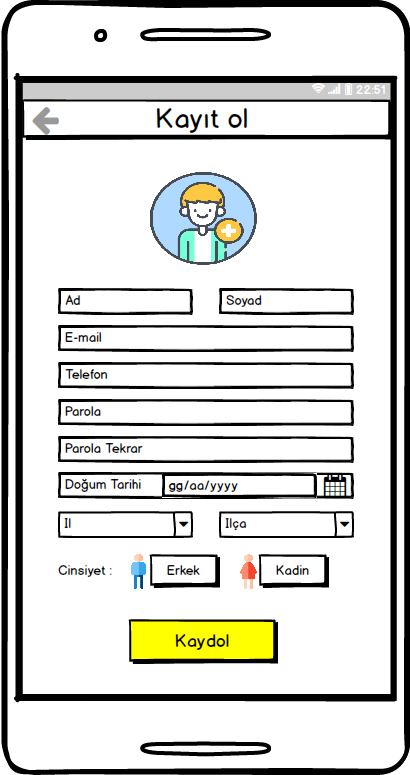 22:51
Kayıt ol
Ad Soyad
E-mail
Telefon
Parola
Parola Tekrar
Doğum Tarihi gg/aa/yyyy
Il Ilça
Cinsiyet : Erkek Kadin
Kaydol